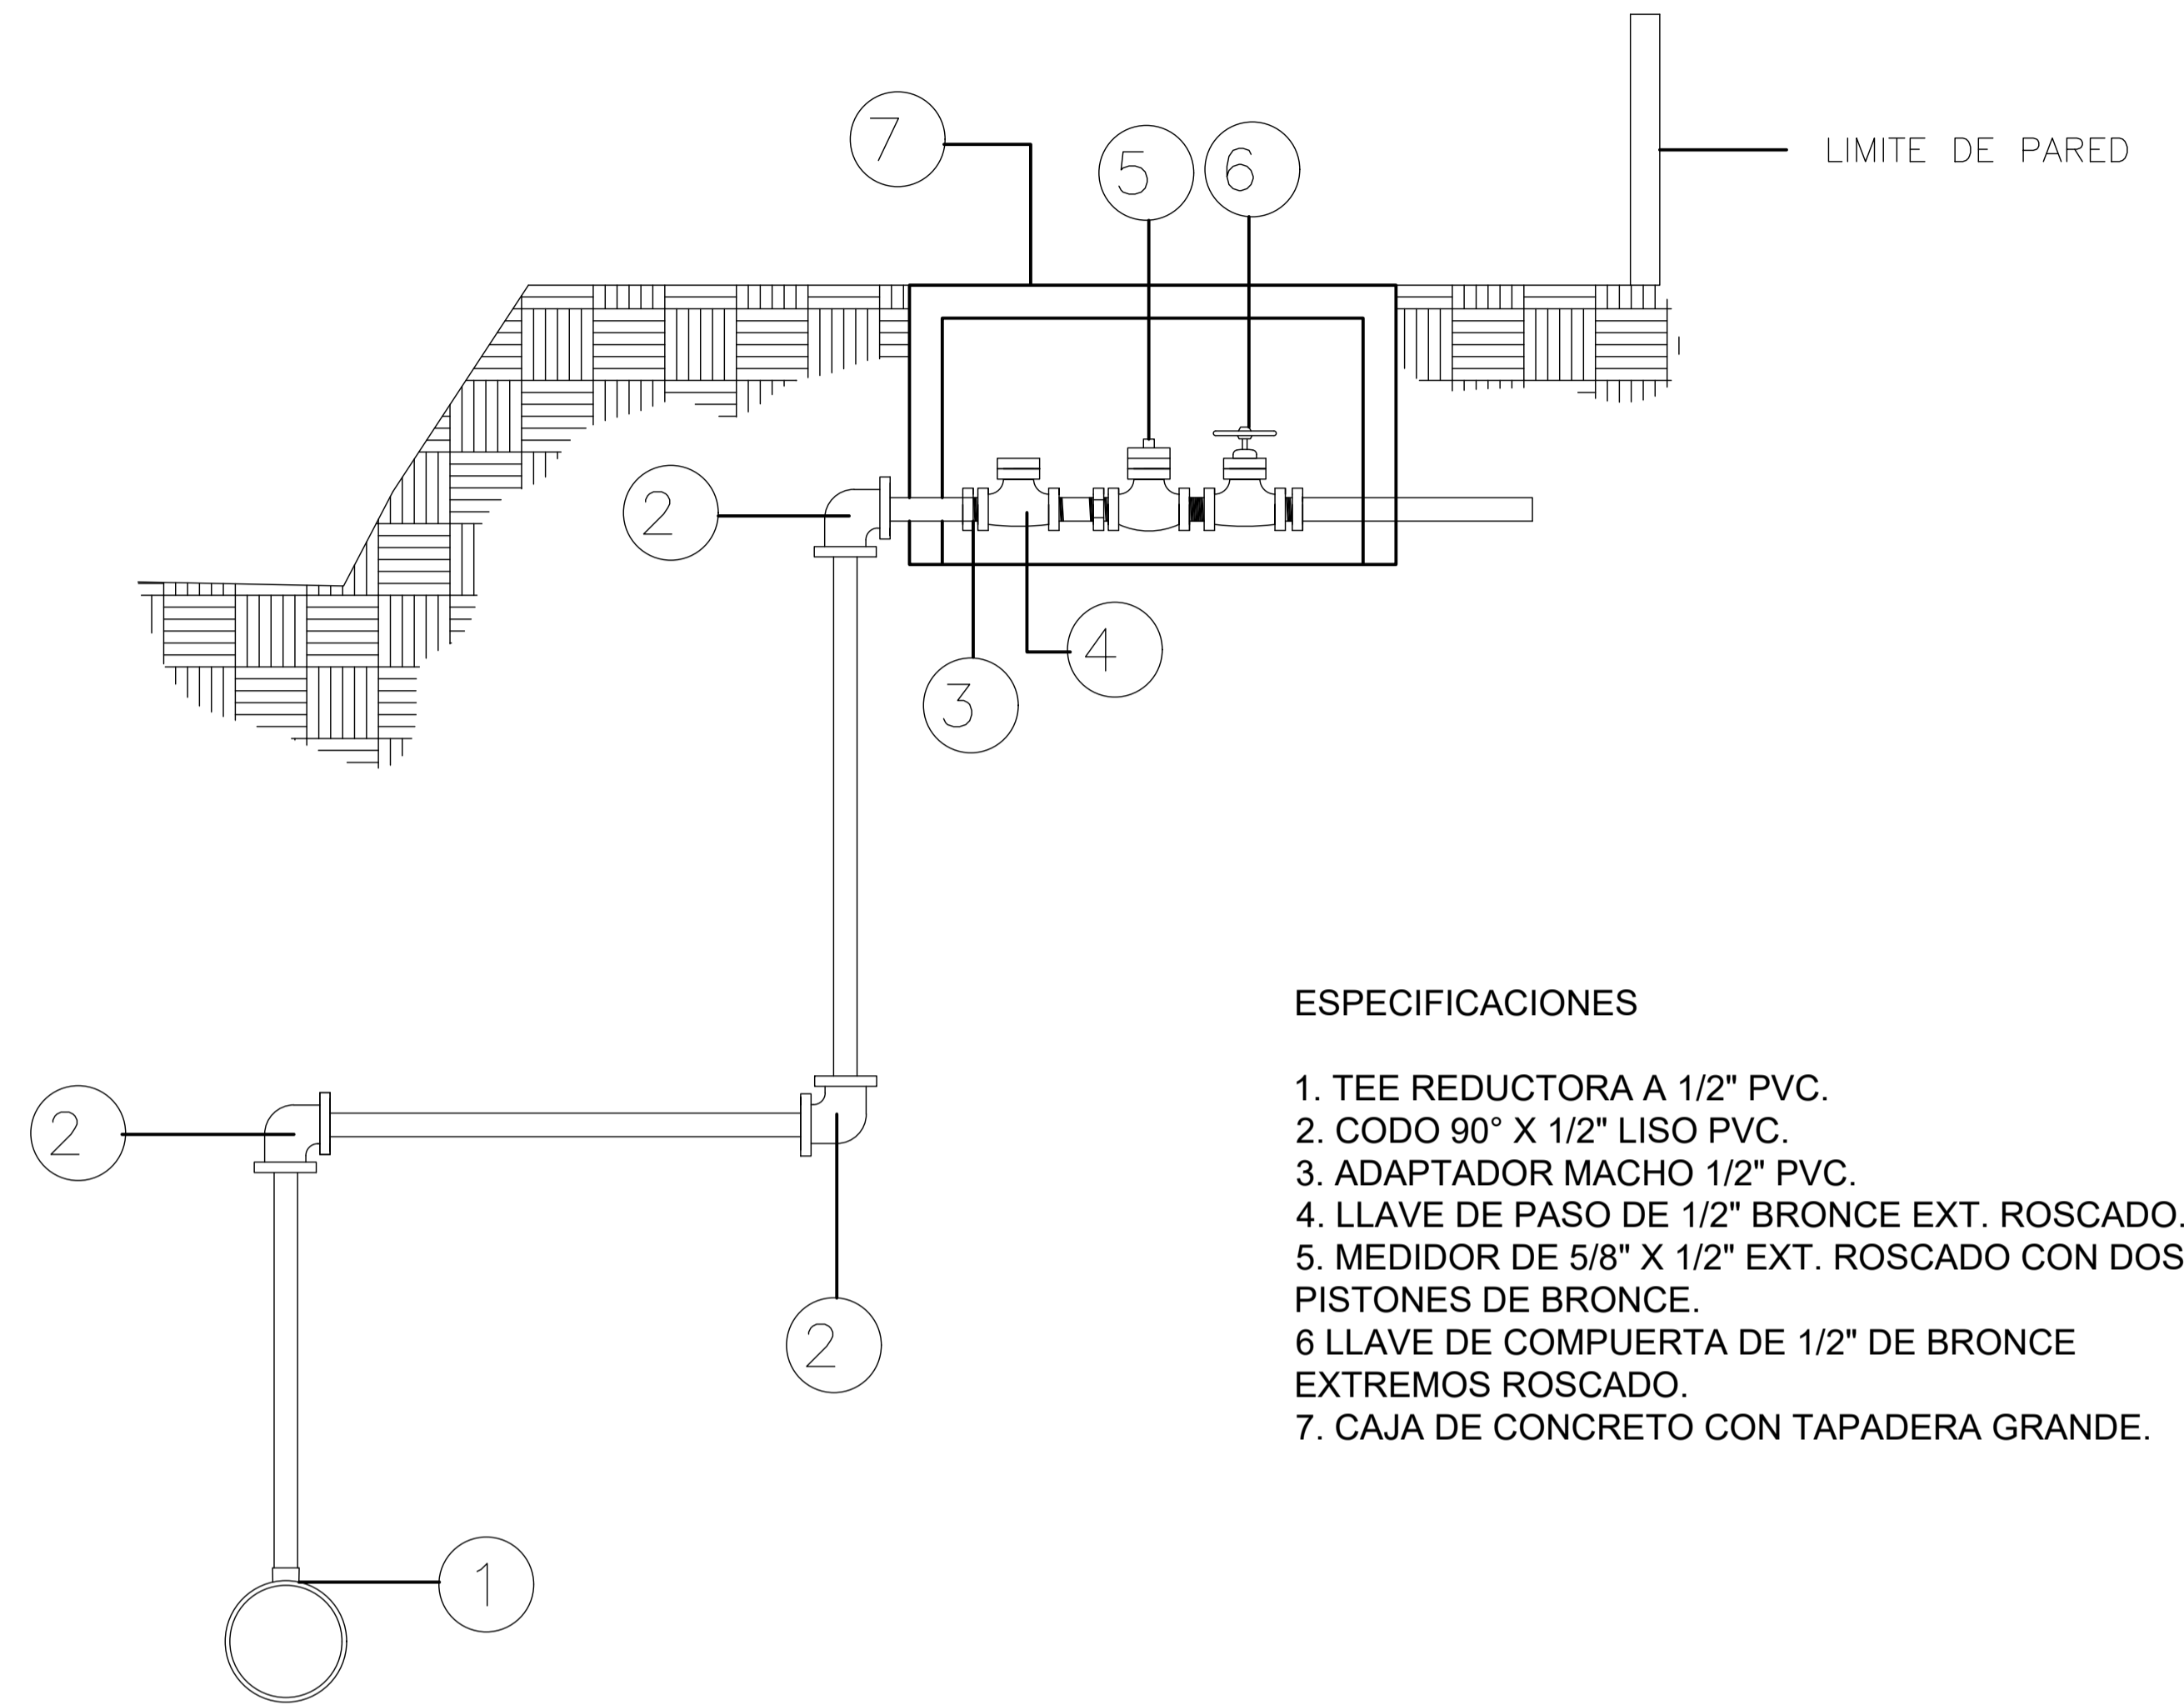 7
5
6
LIMITE DE PARED
2
4
3
2
2
1
ESPECIFICACIONES
1. TEE REDUCTORA A 1/2" PVC.
2. CODO 90° X 1/2" LISO PVC.
3. ADAPTADOR MACHO 1/2" PVC.
4. LLAVE DE PASO DE 1/2" BRONCE EXT. ROSCADO.
5. MEDIDOR DE 5/8" X 1/2" EXT. ROSCADO CON DOS
PISTONES DE BRONCE.
6 LLAVE DE COMPUERTA DE 1/2" DE BRONCE
EXTREMOS ROSCADO.
7. CAJA DE CONCRETO CON TAPADERA GRANDE.